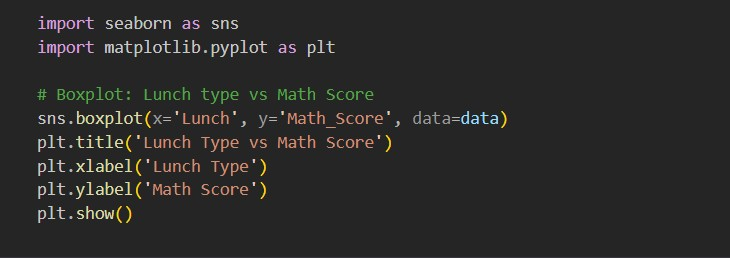 import seaborn as sns
import matplotlib.pyplot as plt
# Boxplot: Lunch type vs Math Score
sns.boxplot(x='Lunch', y='Math_Score', data=data)
plt.title('Lunch Type vs Math Score')
plt.xlabel('Lunch Type')
plt.ylabel('Math Score')
plt.show()